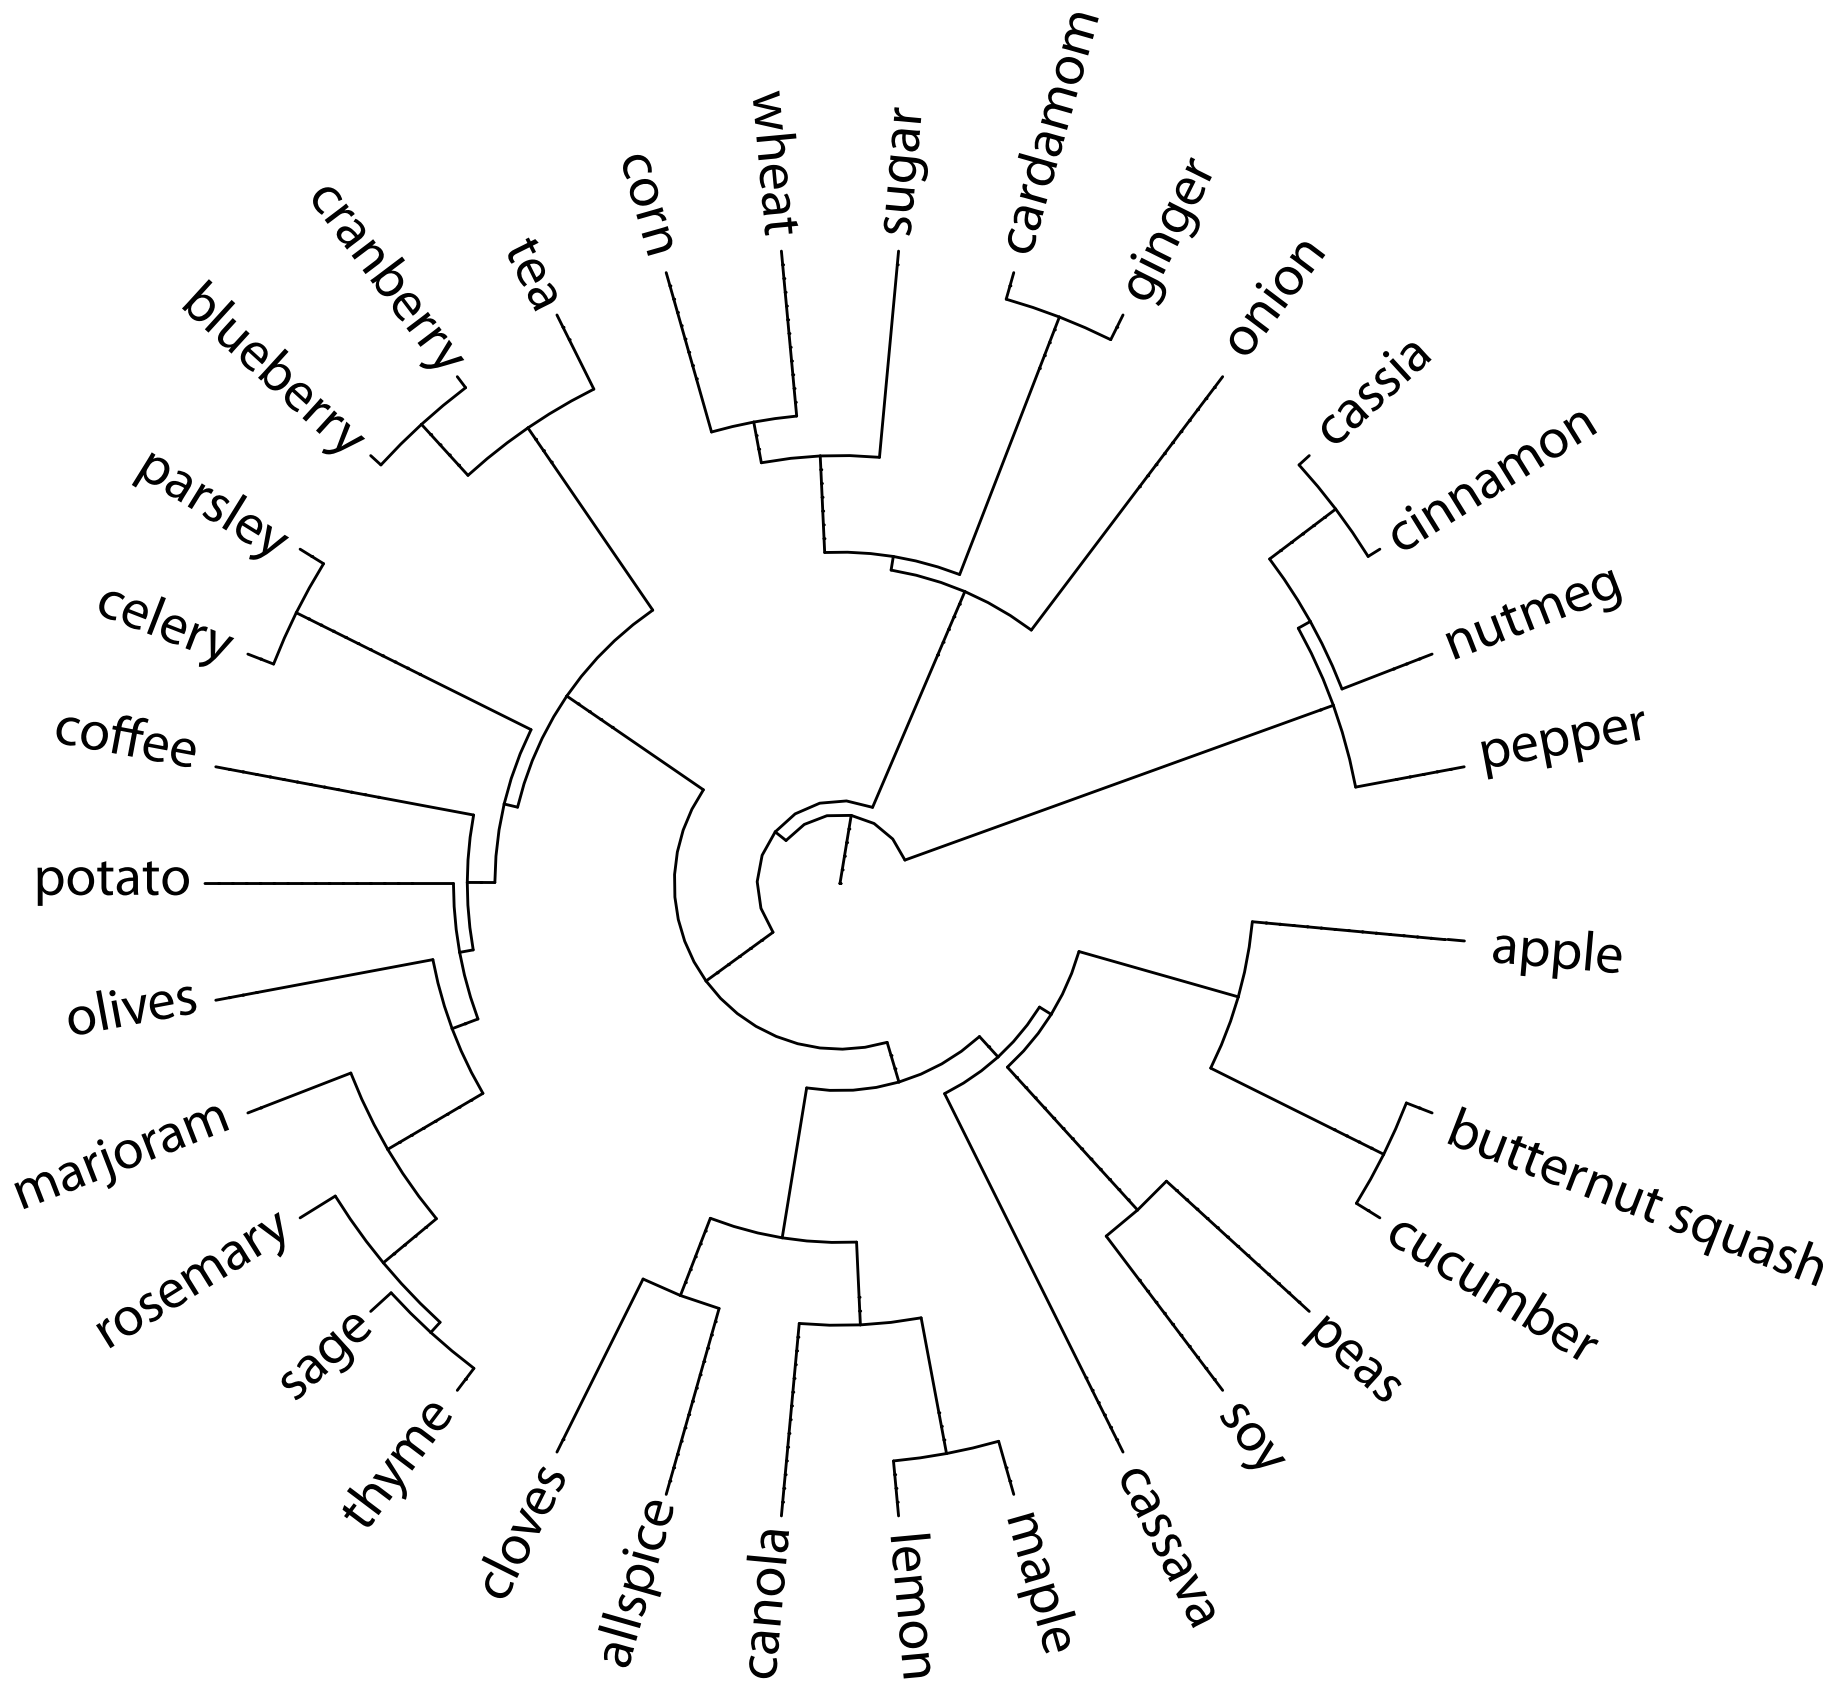 cardamom
wheat
sugar
corn
ginger
cranberry
tea
onion
blueberry
cassia
parsley
cinnamon
celery
nutmeg
coffee
pepper
potato
apple
olives
marjoram
butternut squash
rosemary
cucumber
sage
peas
thyme
soy
cloves
cassava
allspice
canola
lemon
maple